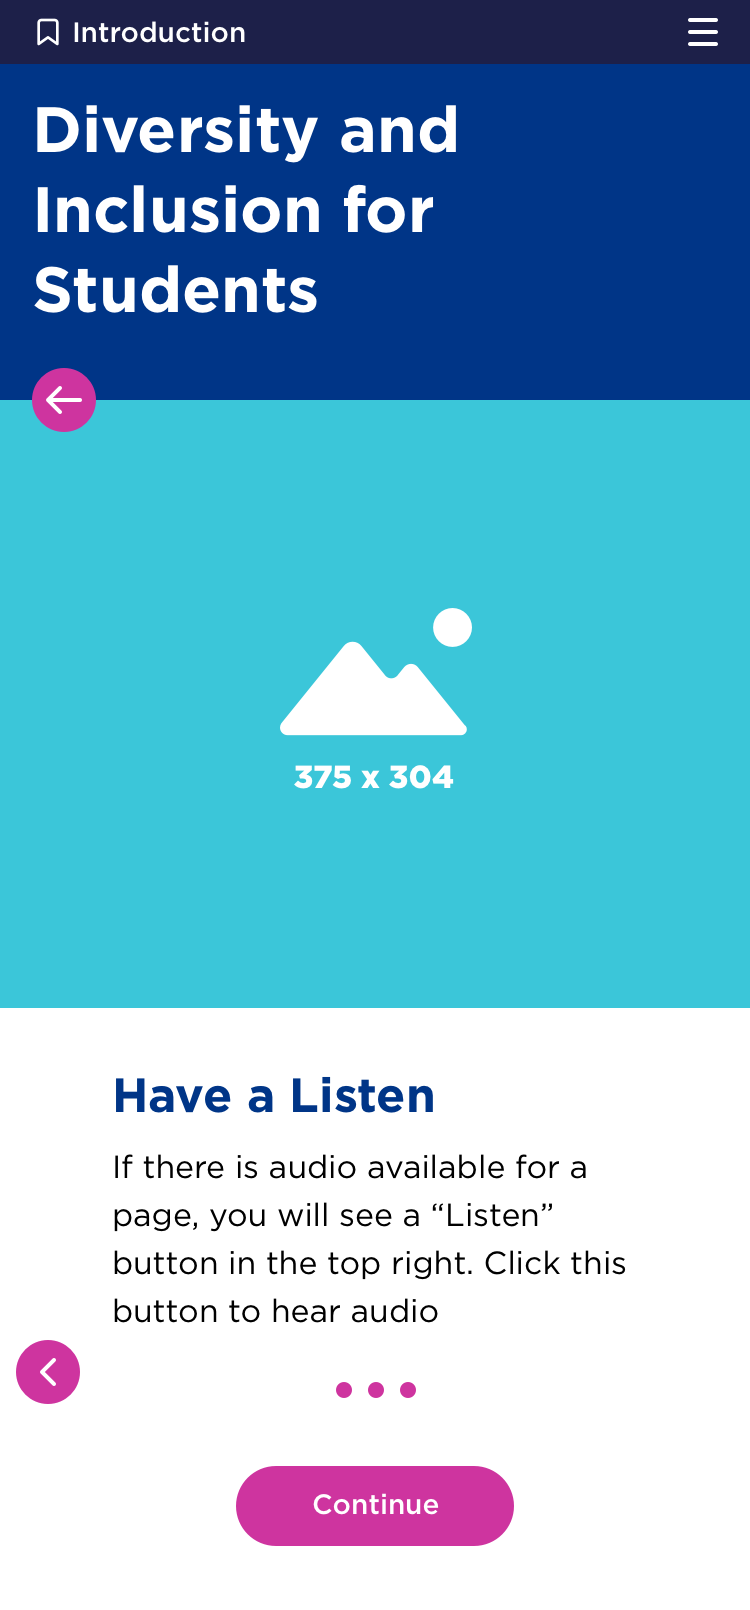 Introduction
Diversity and
Inclusion for
Students
375 x 304
Have a Listen
If there is audio available for a
page, you will see a “Listen”
button in the top right. Click this
button to hear audio
Continue